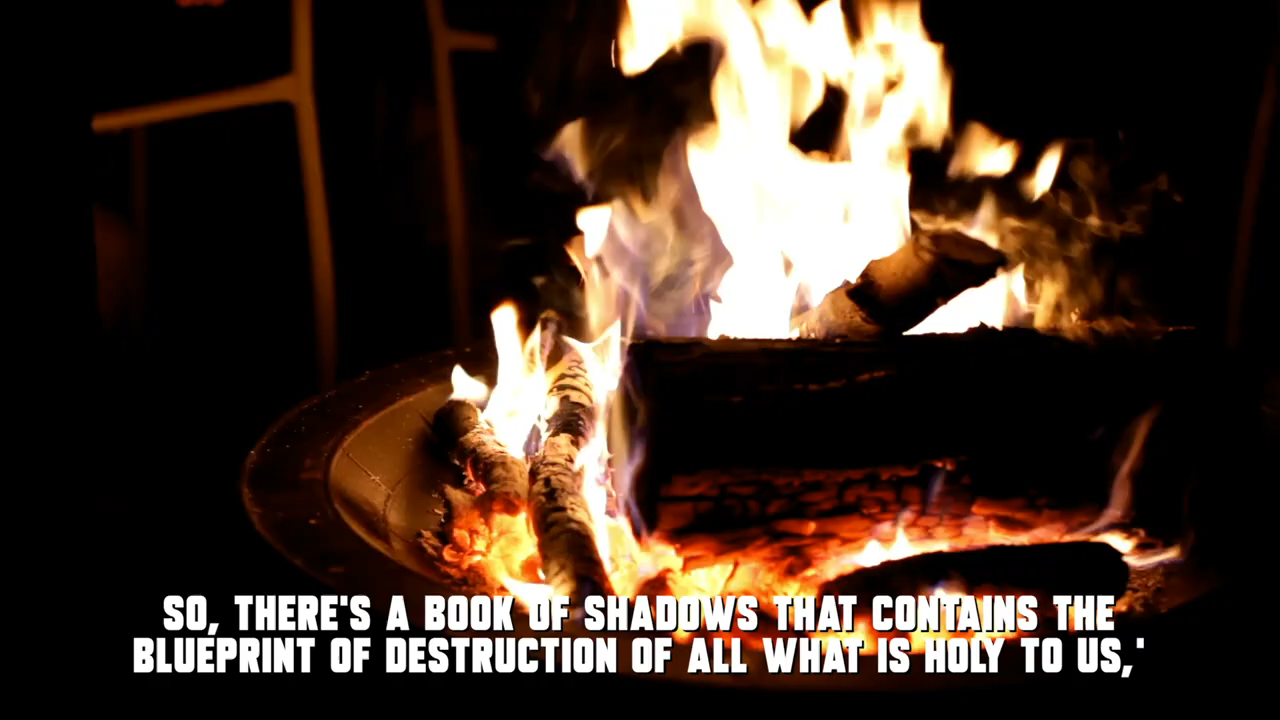 SO, THERE'S A BOOK OF SHADOWS THAT CONTAINS THE
BLUEPRINT OF DESTRUCTION OF ALL WHAT IS HOLY TO US,'